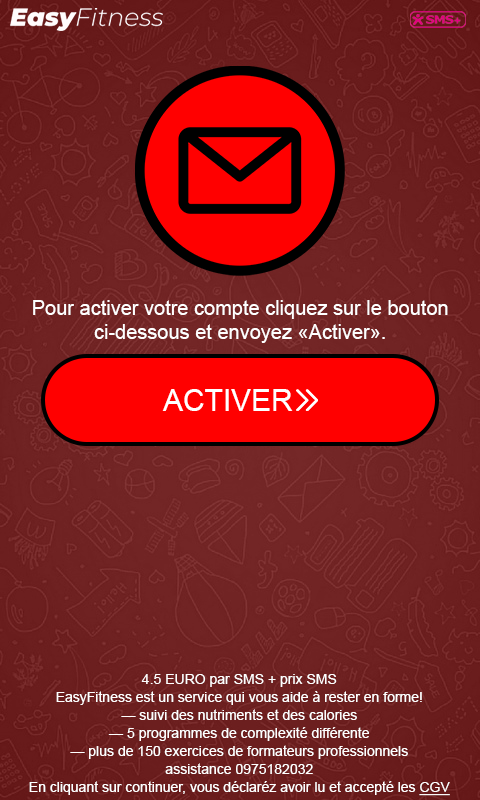 EasyFitness
SMS+
Pour activer votre compte cliquez sur le bouton
ci-dessous et envoyez «Activer».
ACTIVER»
4.5 EURO par SMS + prix SMS
EasyFitness est un service qui vous aide à rester en forme!
— suivi des nutriments et des calories
— 5 programmes de complexité différente
— plus de 150 exercices de formateurs professionnels
assistance 0975182032
En cliquant sur continuer, vous déclaréz avoir lu et accepté les CGV